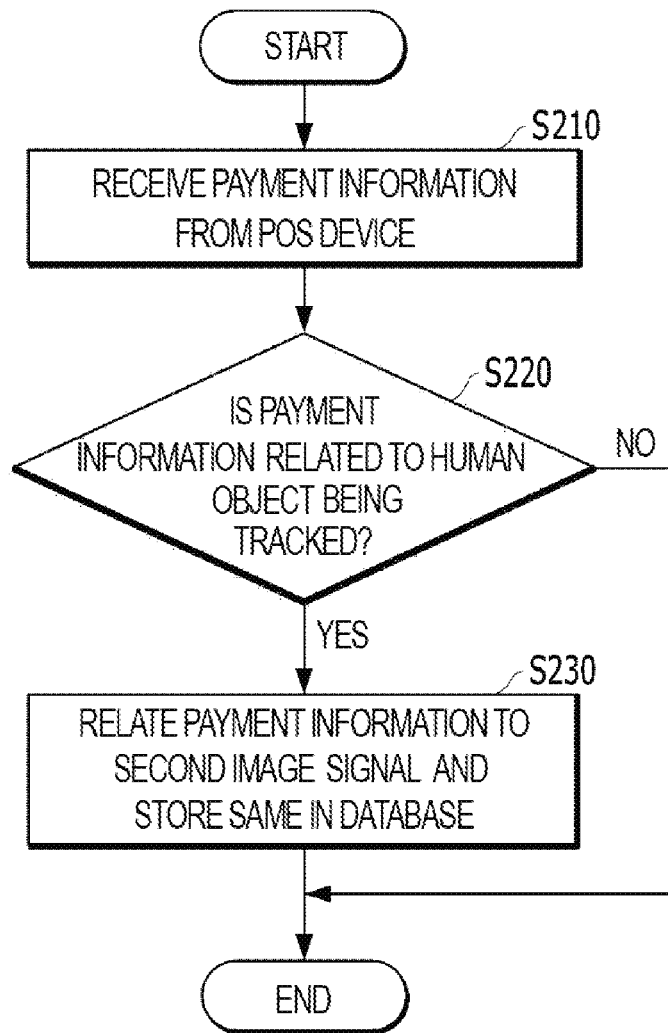 START
S210
RECEIVE PAYMENT INFORMATION
FROM POS DEVICE
S220
IS PAYMENT
INFORMATION RELATED TO HUMAN
OBJECT BEING
TRACKED?
NO
YES
S230
RELATE PAYMENT INFORMATION TO
SECOND IMAGE SIGNAL AND
STORE SAME IN DATABASE
END